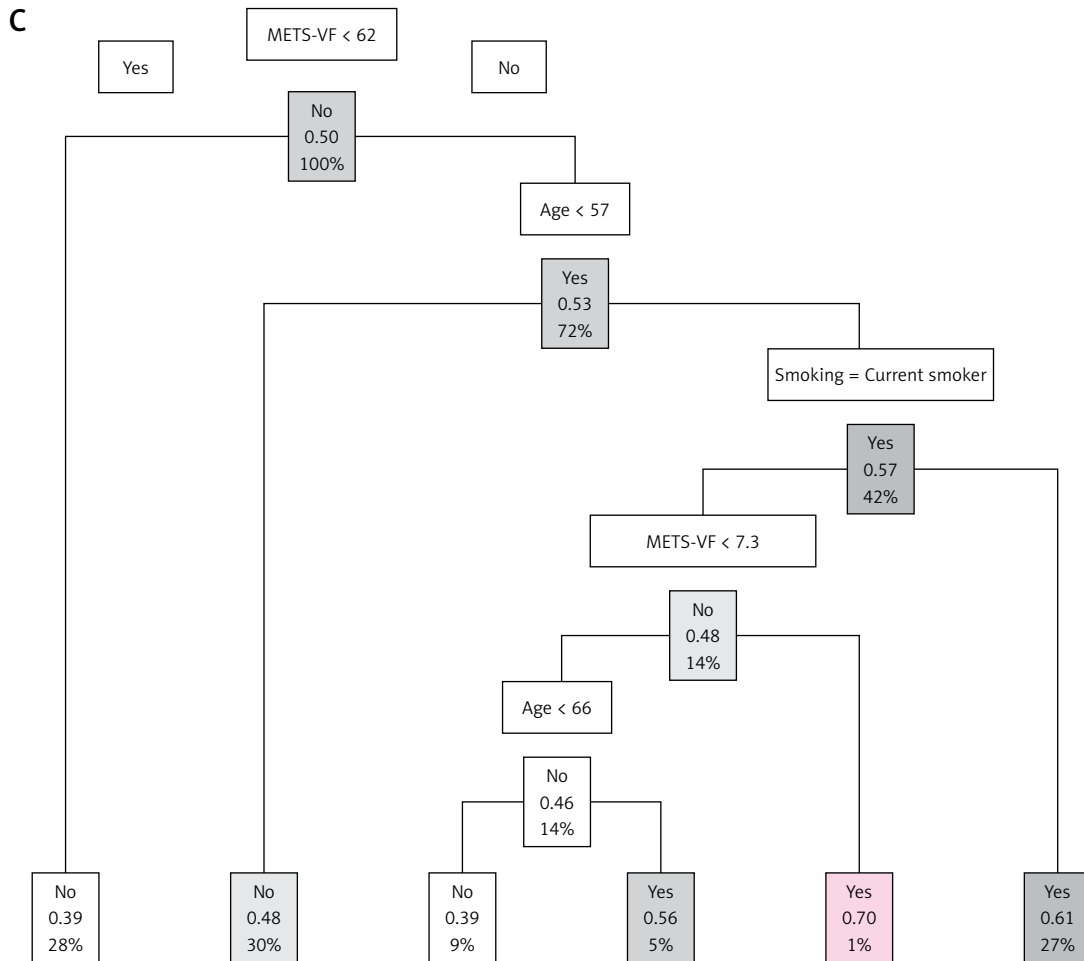 C
METS-VF < 62
Yes
No
No
0.50
100%
Age < 57
Yes
0.53
72%
Smoking = Current smoker
Yes
0.57
42%
METS-VF < 7.3
No
0.48
14%
Age < 66
No
0.46
14%
No
0.39
28%
No
0.48
30%
No
0.39
9%
Yes
0.56
5%
Yes
0.70
1%
Yes
0.61
27%